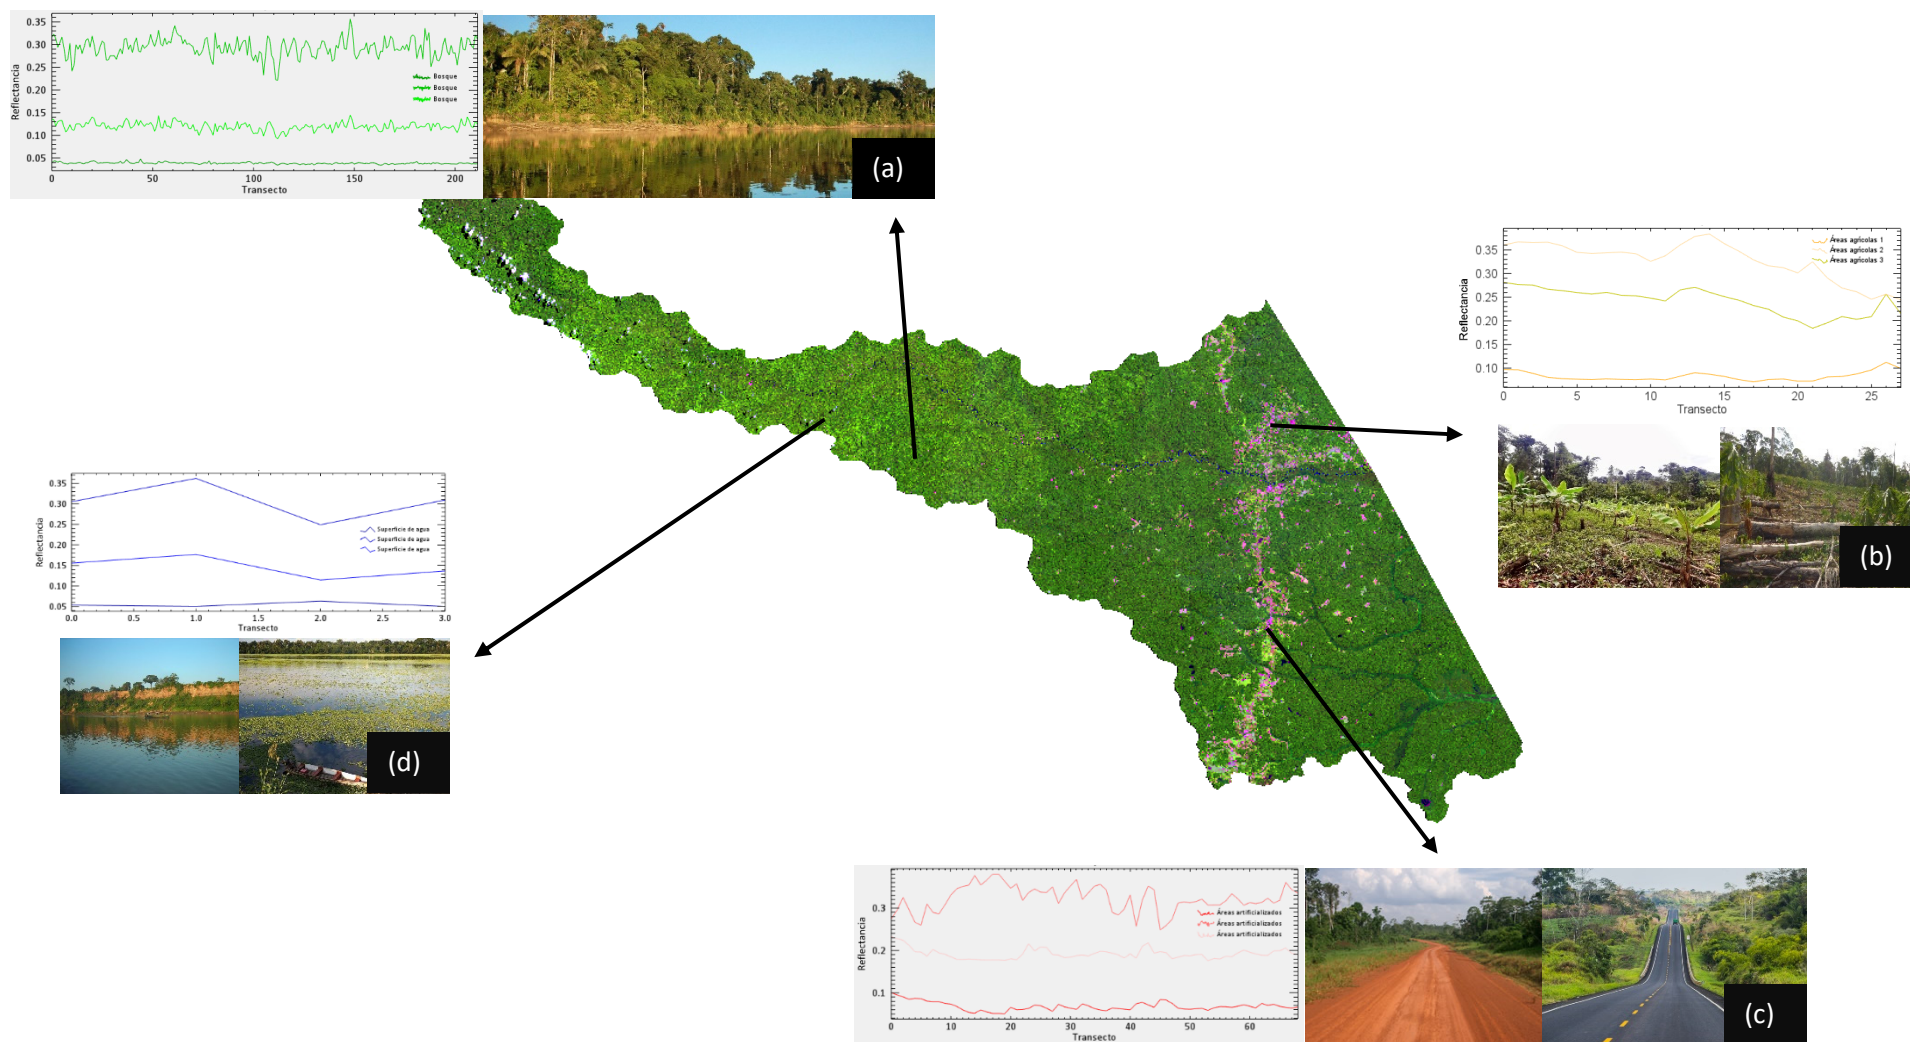 0.35
0.30
0.25
0.20
0.15
0.10
0.05
Reflectancia
Bosque
Bosque
Bosque
0 50 100 150 200
Transecto
(a)
0.35
0.30
0.25
0.20
0.15
0.10
Reflectancia
Áreas agrícolas 1
Áreas agrícolas 2
Áreas agrícolas 3
0 5 10 15 20 25
Transecto
(b)
0.35
0.30
0.25
0.20
0.15
0.10
0.05
Reflectancia
Superficie de agua
Superficie de agua
Superficie de agua
0.0 0.5 1.0 1.5 2.0 2.5 3.0
Transecto
(d)
0.3
0.2
0.1
Reflectancia
Áreas artificializados
Áreas artificializados
Áreas artificializados
0 10 20 30 40 50 60
Transecto
(c)